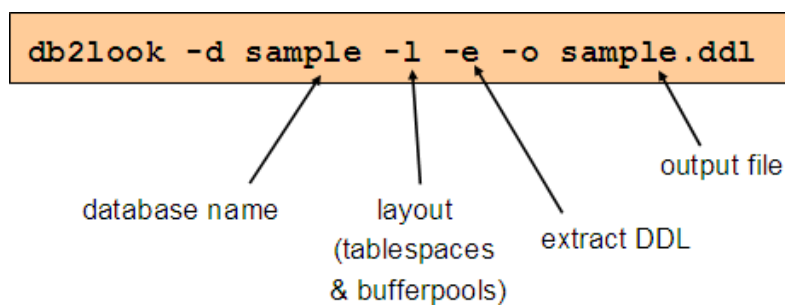 db2look -d sample -l -e -o sample.ddl
output file
database name
layout
(tablespaces
& bufferpools)
extract DDL